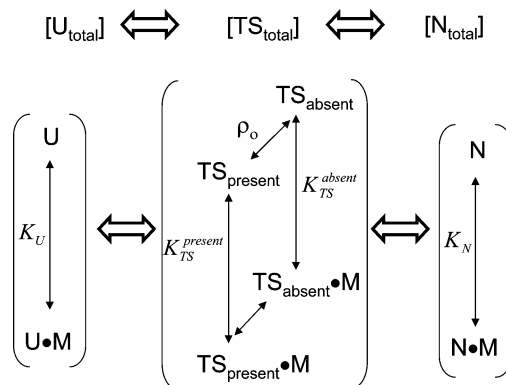 [U_total] ⇔ [TS_total] ⇔ [N_total]
TS_absent
ρ_o
U
N
TS_present
K_TS^absent
K_U
K_TS^present
K_N
TS_absent•M
U•M
N•M
TS_present•M